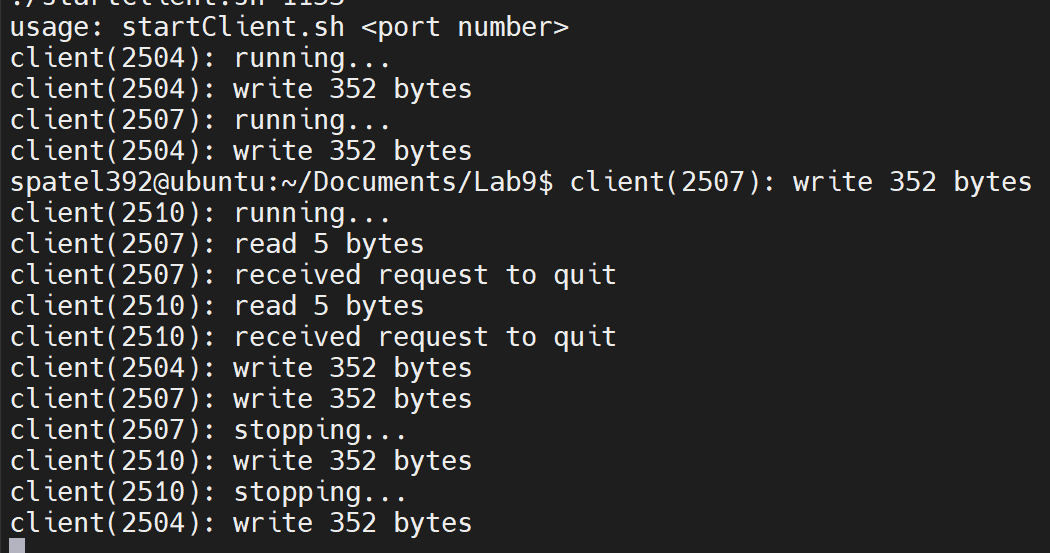 ./startClient.sh 1153
usage: startClient.sh <port number>
client(2504): running...
client(2504): write 352 bytes
client(2507): running...
client(2504): write 352 bytes
spatel392@ubuntu:~/Documents/Lab9$ client(2507): write 352 bytes
client(2510): running...
client(2507): read 5 bytes
client(2507): received request to quit
client(2510): read 5 bytes
client(2510): received request to quit
client(2504): write 352 bytes
client(2507): write 352 bytes
client(2507): stopping...
client(2510): write 352 bytes
client(2510): stopping...
client(2504): write 352 bytes